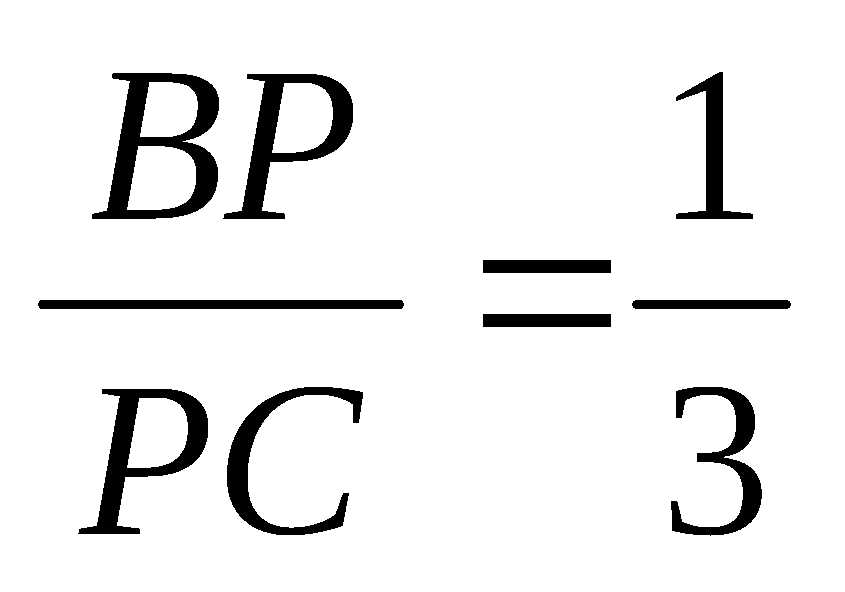 BP/PC = 1/3